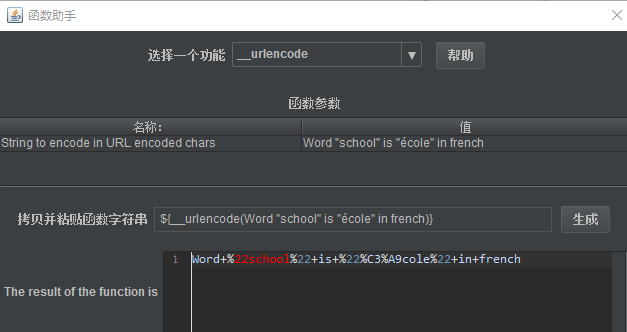 函数助手
选择一个功能 __urlencode 帮助
函数参数
名称: 值
String to encode in URL encoded chars Word "school" is "école" in french
拷贝并粘贴函数字符串 ${__urlencode(Word "school" is "école" in french)} 生成
1 Word+%22school%22+is+%22%C3%A9cole%22+in+french
The result of the function is